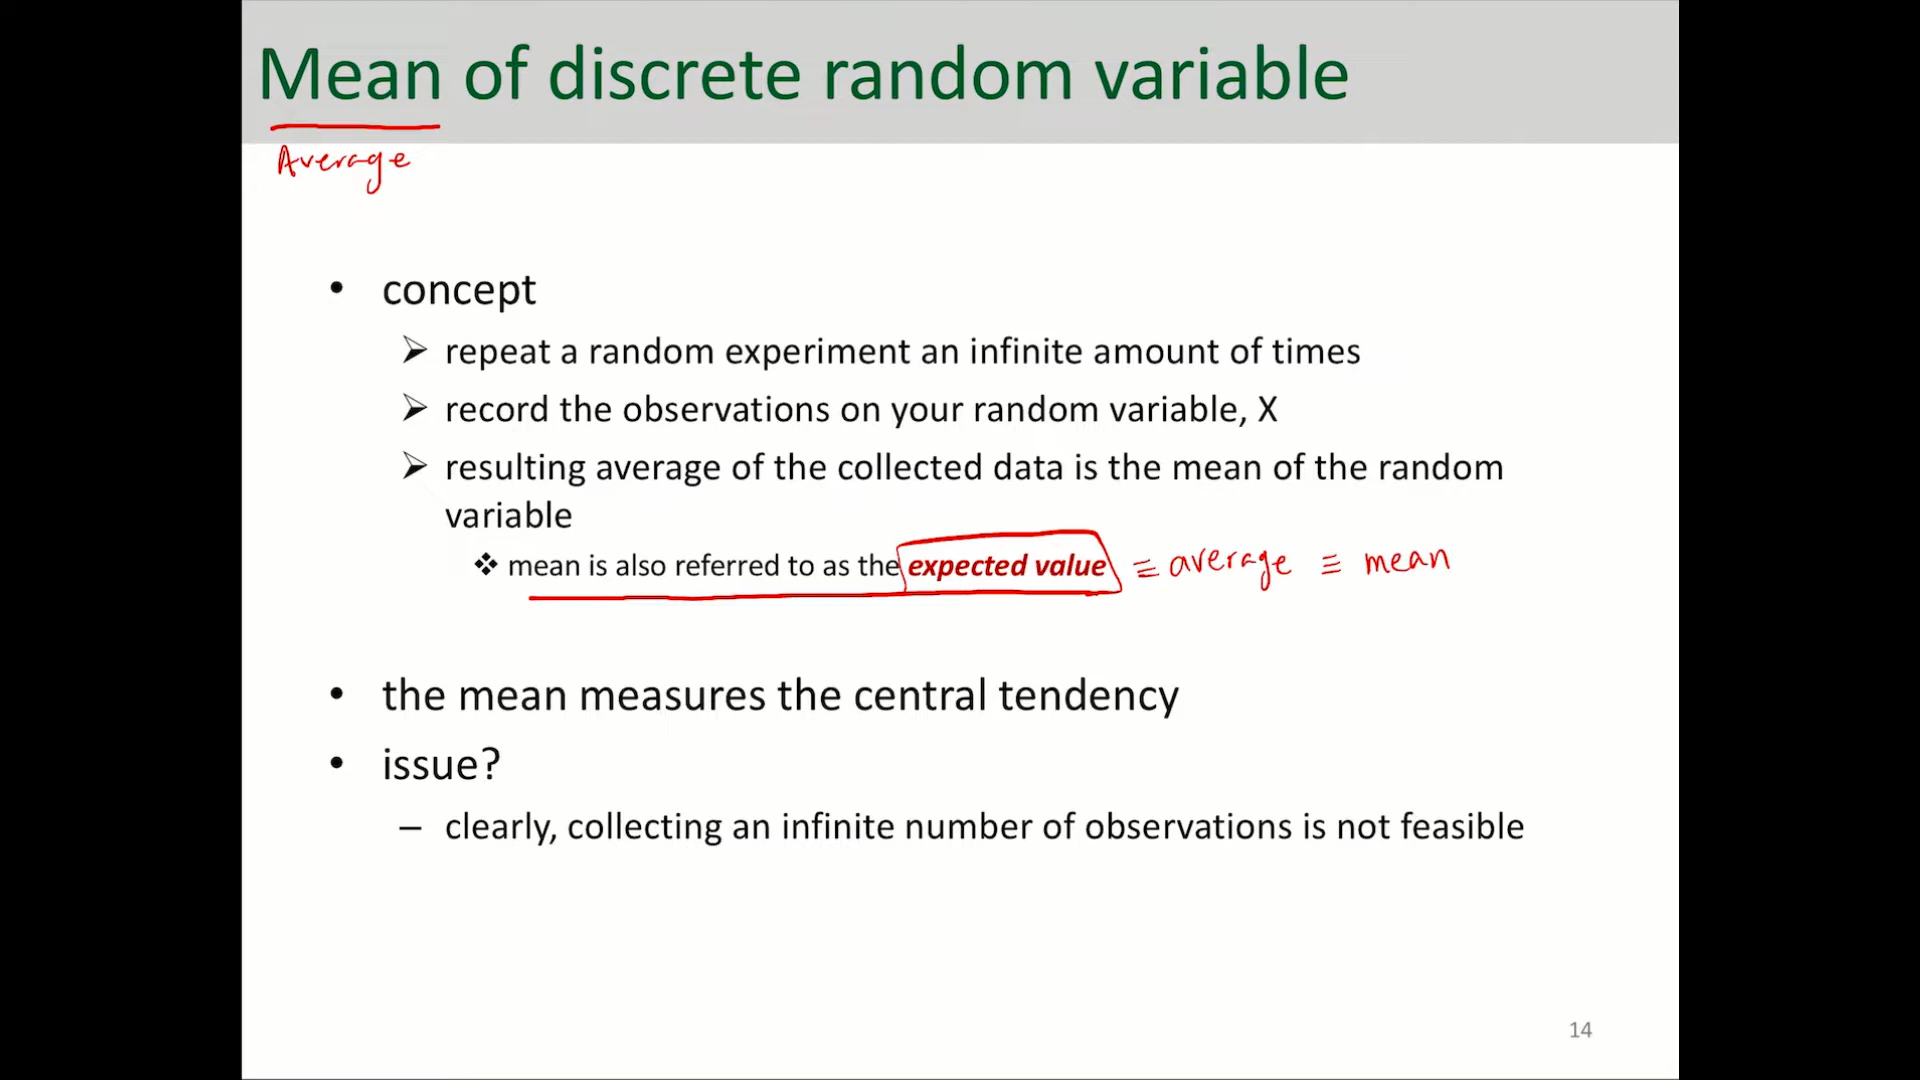 Mean of discrete random variable
Average
• concept
➢ repeat a random experiment an infinite amount of times
➢ record the observations on your random variable, X
➢ resulting average of the collected data is the mean of the random
variable
❖ mean is also referred to as the expected value ≡ average ≡ mean
• the mean measures the central tendency
• issue?
– clearly, collecting an infinite number of observations is not feasible
14